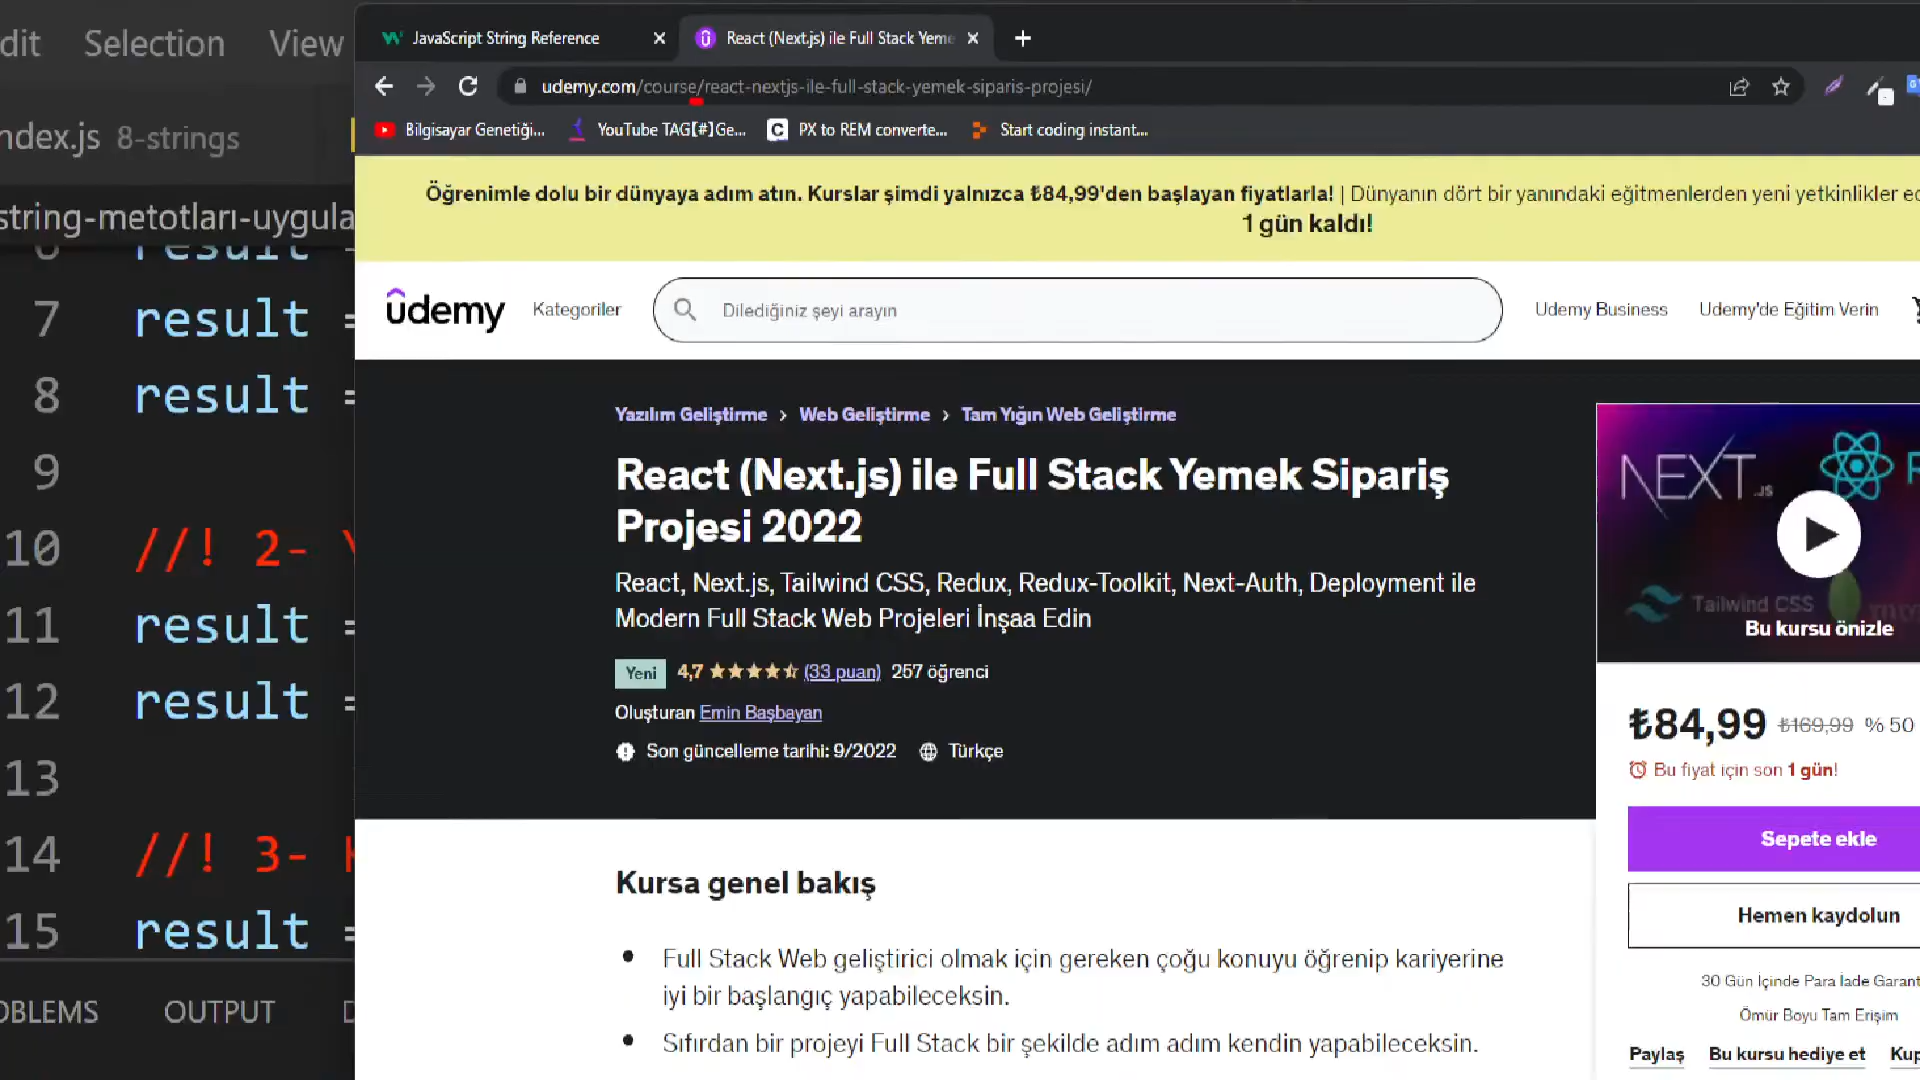 Selection View
8-strings
string-metotları-uygula
result
7 result =
8 result =
9
10 //! 2-
11 result =
12 result =
13
14 //! 3-
15 result =
OUTPUT
JavaScript String Reference
React (Next.js) ile Full Stack Yeme
udemy.com/course/react-nextjs-ile-full-stack-yemek-siparis-projesi/
Bilgisayar Genetiği... YouTube TAG[#]Ge... PX to REM converte... Start coding instant...
Öğrenimle dolu bir dünyaya adım atın. Kurslar şimdi yalnızca ₺84,99'den başlayan fiyatlarla! | Dünyanın dört bir yanındaki eğitmenlerden yeni yetkinlikler
1 gün kaldı!
udemy Kategoriler Dilediğiniz şeyi arayın Udemy Business Udemy'de Eğitim Verin
Yazılım Geliştirme > Web Geliştirme > Tam Yığın Web Geliştirme
React (Next.js) ile Full Stack Yemek Sipariş
Projesi 2022
React, Next.js, Tailwind CSS, Redux, Redux-Toolkit, Next-Auth, Deployment ile
Modern Full Stack Web Projeleri İnşaa Edin
Yeni 4,7 (33 puan) 257 öğrenci
Oluşturan Emin Başbayan
Son güncelleme tarihi: 9/2022 Türkçe
Kursa genel bakış
• Full Stack Web geliştirici olmak için gereken çoğu konuyu öğrenip kariyerine
iyi bir başlangıç yapabileceksin.
• Sıfırdan bir projeyi Full Stack bir şekilde adım adım kendin yapabileceksin.
NEXT.JS
Tailwind CSS
Bu kursu önizle
₺84,99 ₺169,99 % 50
Bu fiyat için son 1 gün!
Sepete ekle
Hemen kaydolun
30 Gün İçinde Para İade Garant
Ömür Boyu Tam Erişim
Paylaş Bu kursu hediye et